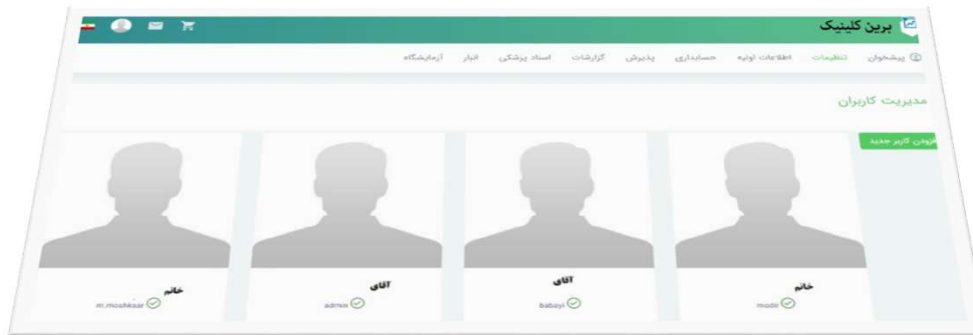 برین کلینیک
پیشخوان تنظیمات اطلاعات اولیه حسابداری پذیرش گزارشات اسناد پزشکی انبار آزمایشگاه
مدیریت کاربران
افزودن کاربر جدید
خانم آقای آقای خانم
modir babayi admin m.moshksar